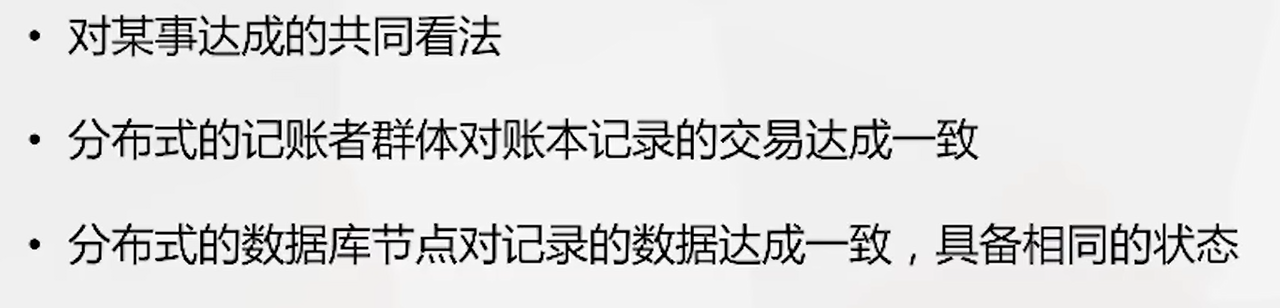 • 对某事达成的共同看法
• 分布式的记账者群体对账本记录的交易达成一致
• 分布式的数据库节点对记录的数据达成一致，具备相同的状态